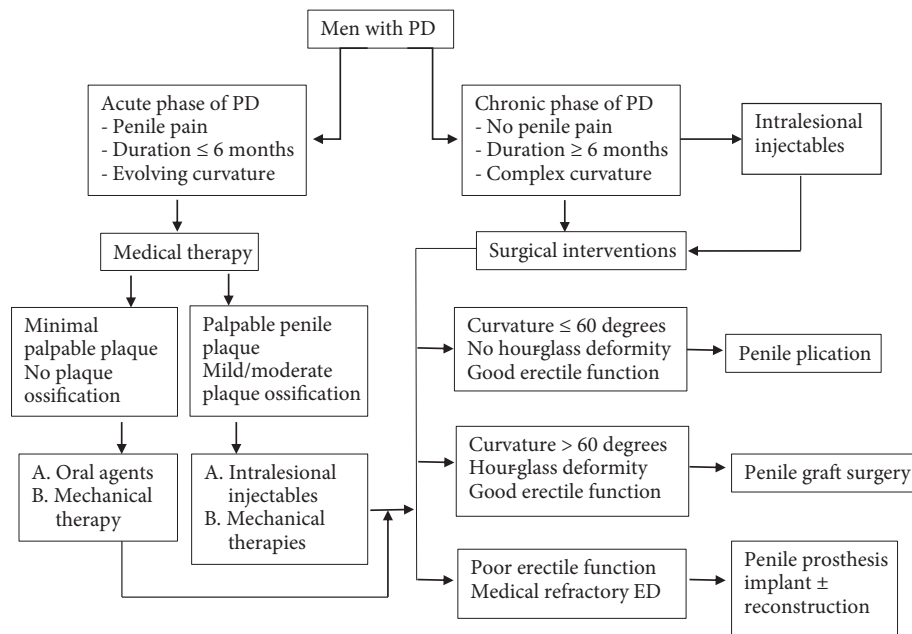 Men with PD
Acute phase of PD
- Penile pain
- Duration ≤ 6 months
- Evolving curvature
Chronic phase of PD
- No penile pain
- Duration ≥ 6 months
- Complex curvature
Intralesional
injectables
Medical therapy
Surgical interventions
Minimal
palpable plaque
No plaque
ossification
Palpable penile
plaque
Mild/moderate
plaque ossification
Curvature ≤ 60 degrees
No hour-glass deformity
Good erectile function
Penile plication
A. Oral agents
B. Mechanical
therapy
A. Intralesional
injectables
B. Mechanical
therapies
Curvature > 60 degrees
Hour-glass deformity
Good erectile function
Penile graft surgery
Poor erectile function
Medical refractory ED
Penile prosthesis
implant ±
reconstruction